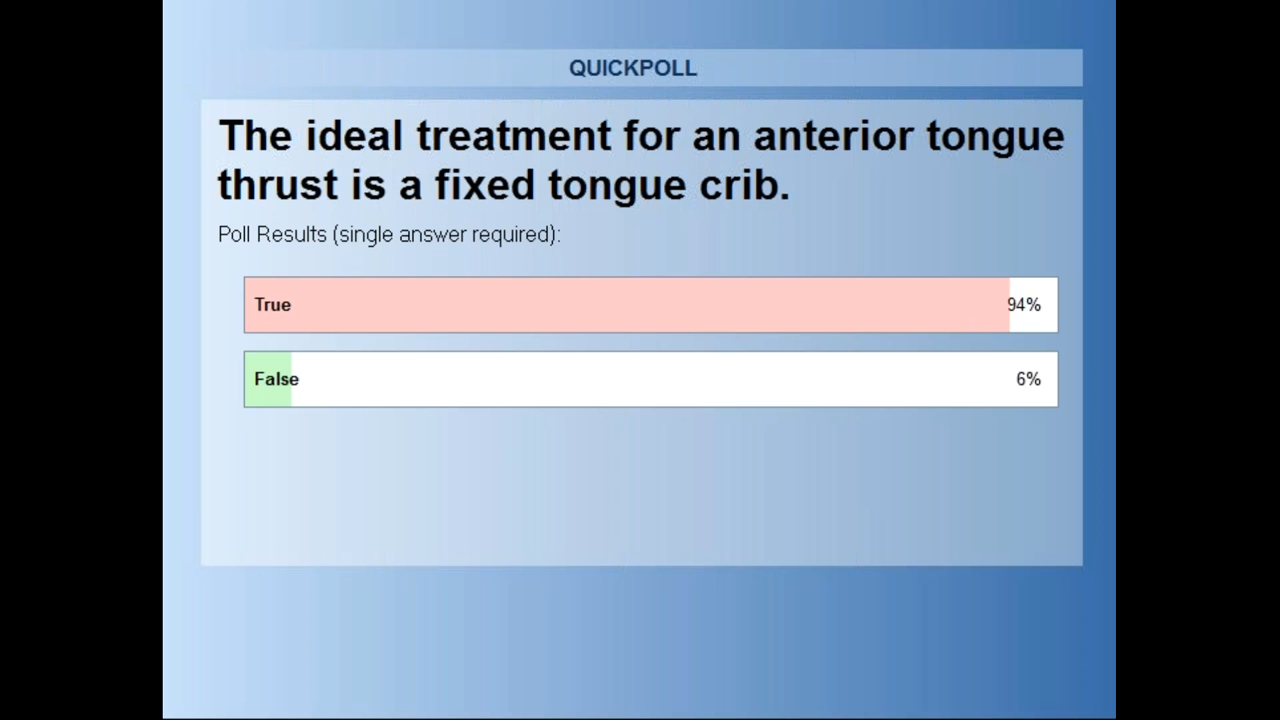 QUICKPOLL
The ideal treatment for an anterior tongue
thrust is a fixed tongue crib.
Poll Results (single answer required):
True 94%
False 6%